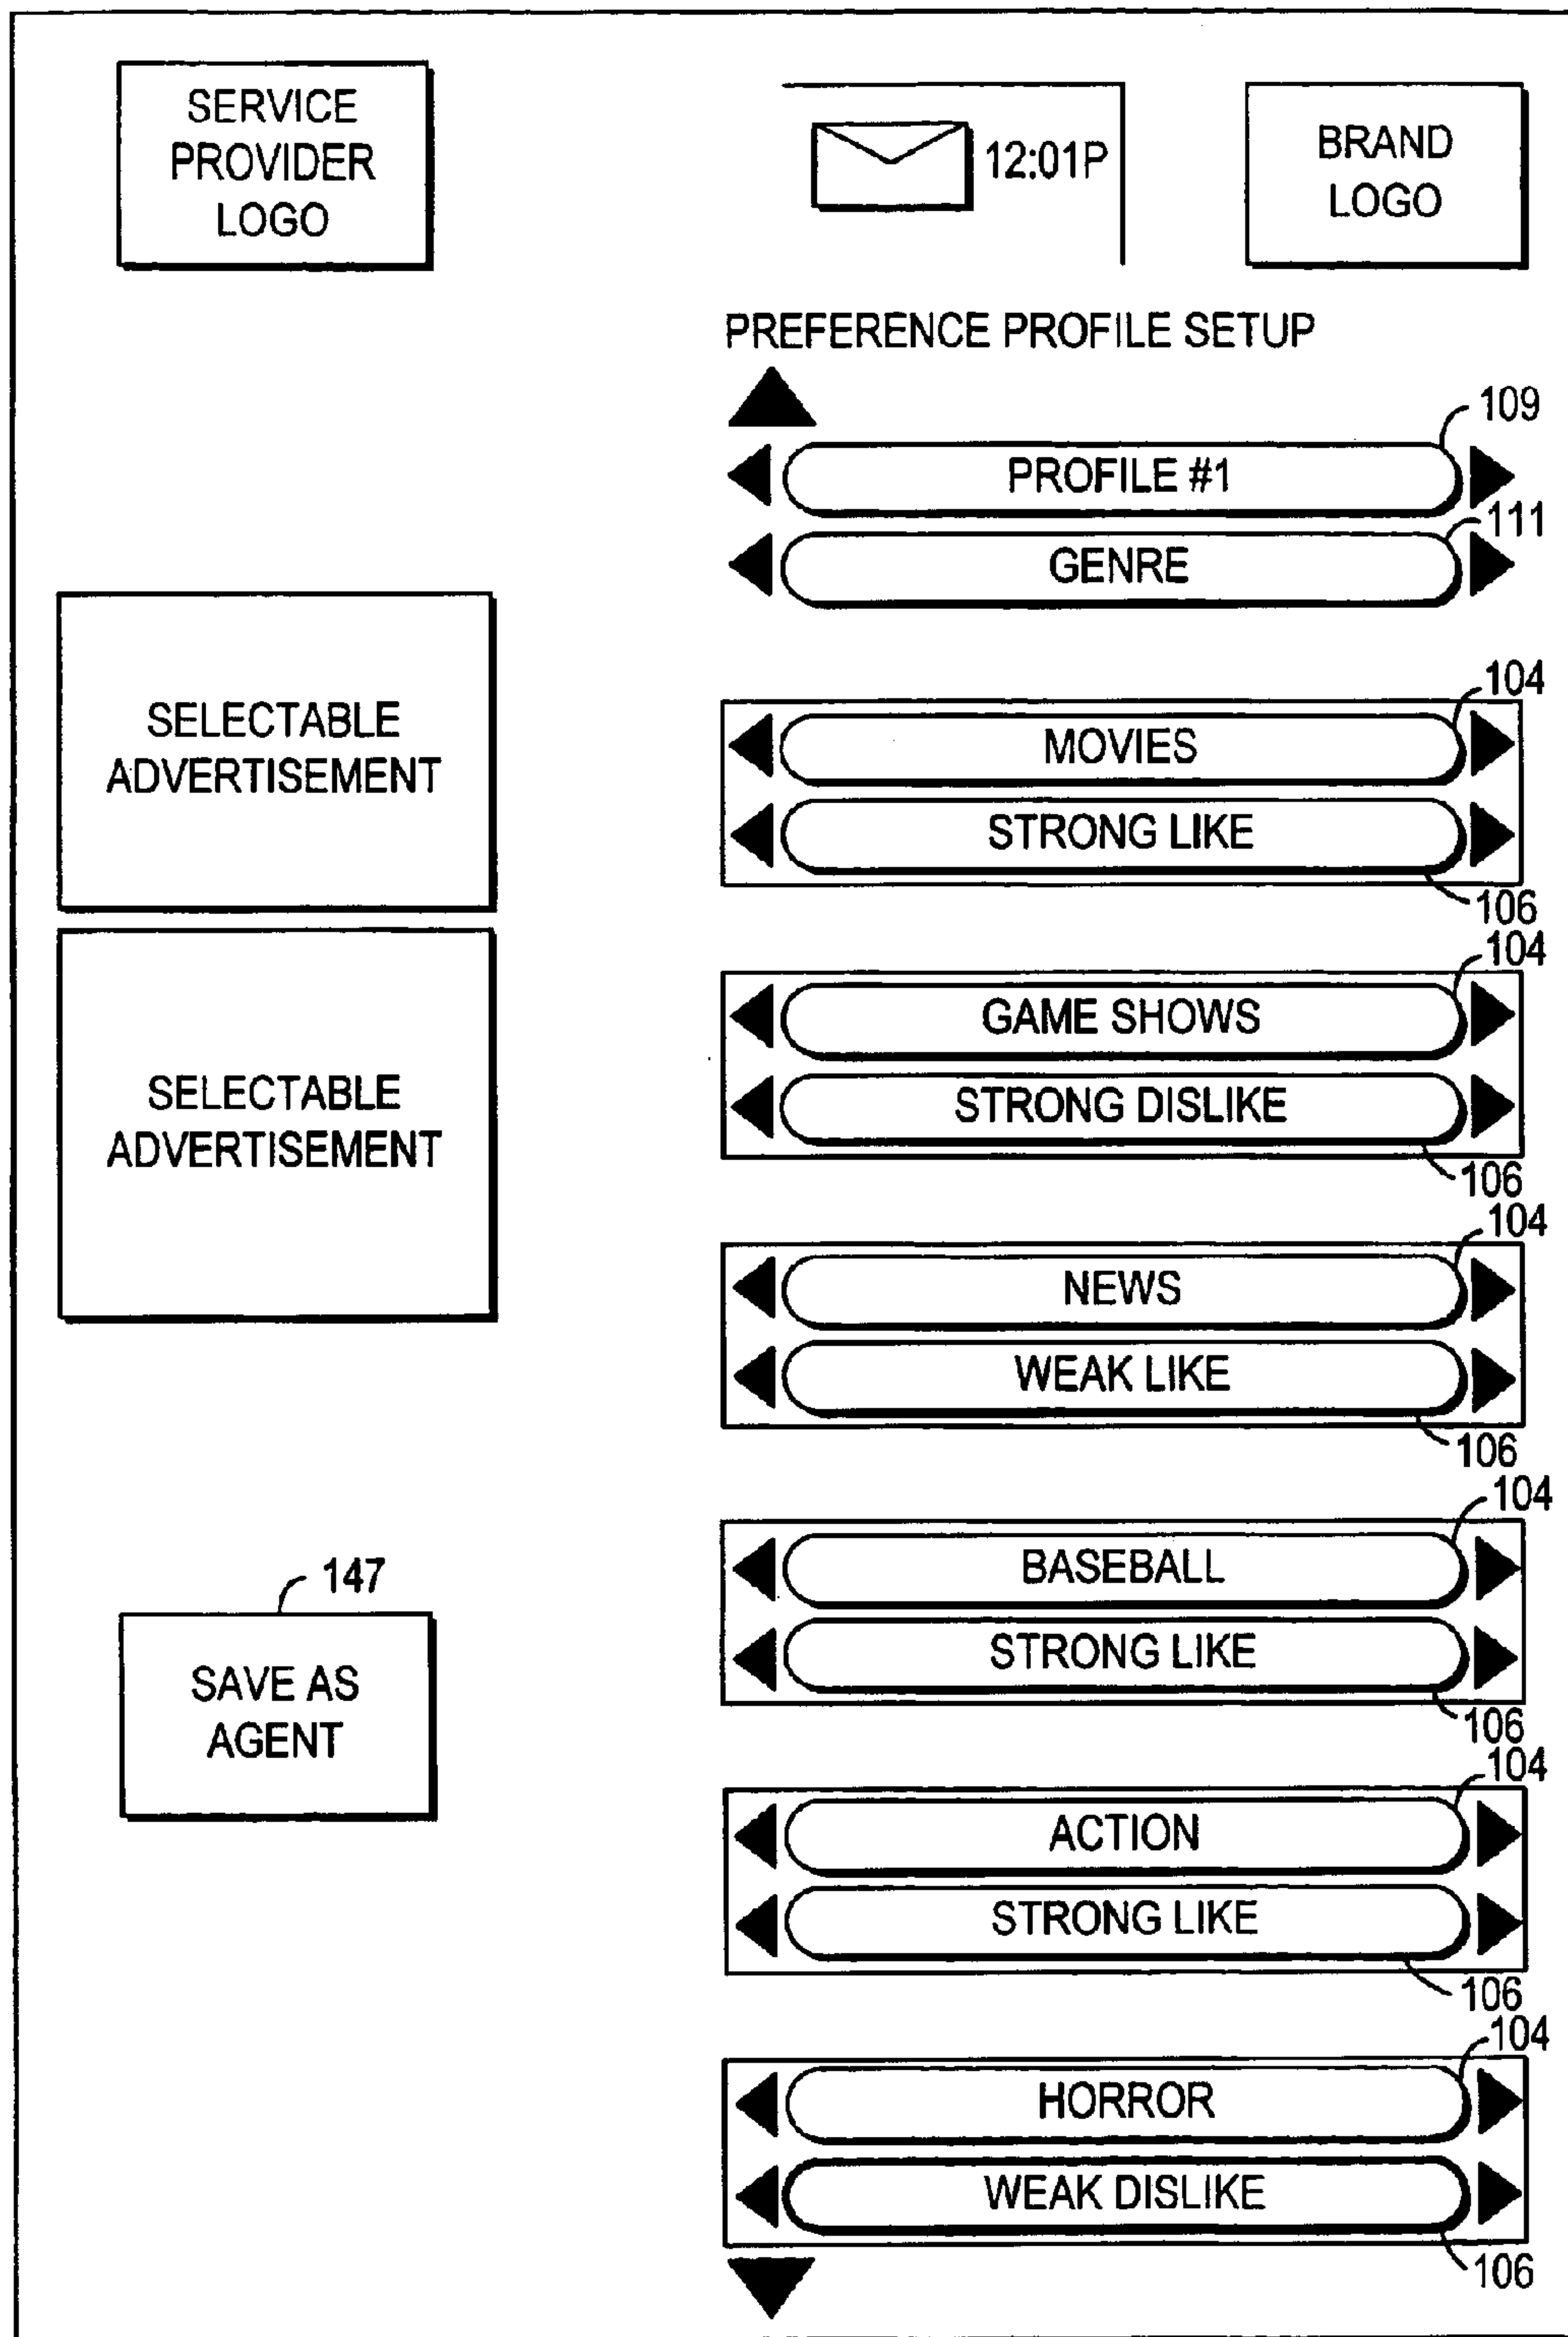 SERVICE
PROVIDER
LOGO
12:01P
BRAND
LOGO
PREFERENCE PROFILE SETUP
109
PROFILE #1
111
GENRE
SELECTABLE
ADVERTISEMENT
104
MOVIES
STRONG LIKE
106
SELECTABLE
ADVERTISEMENT
104
GAME SHOWS
STRONG DISLIKE
106
104
NEWS
WEAK LIKE
106
147
SAVE AS
AGENT
104
BASEBALL
STRONG LIKE
106
104
ACTION
STRONG LIKE
106
104
HORROR
WEAK DISLIKE
106